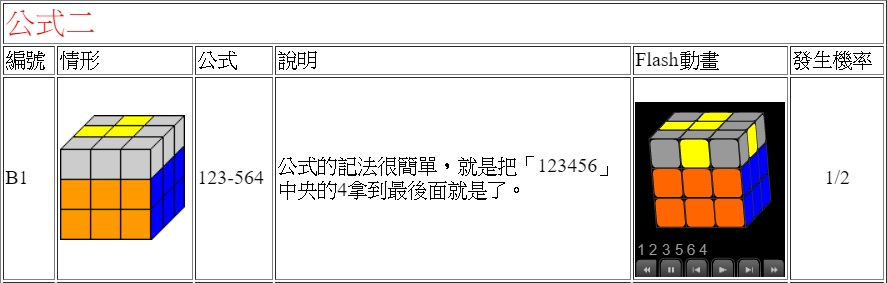 公式二
編號 情形 公式 說明 Flash動畫 發生機率
B1 123-564 公式的記法很簡單，就是把「123456」 1/2
中央的4拿到最後面就是了。
1 2 3 5 6 4